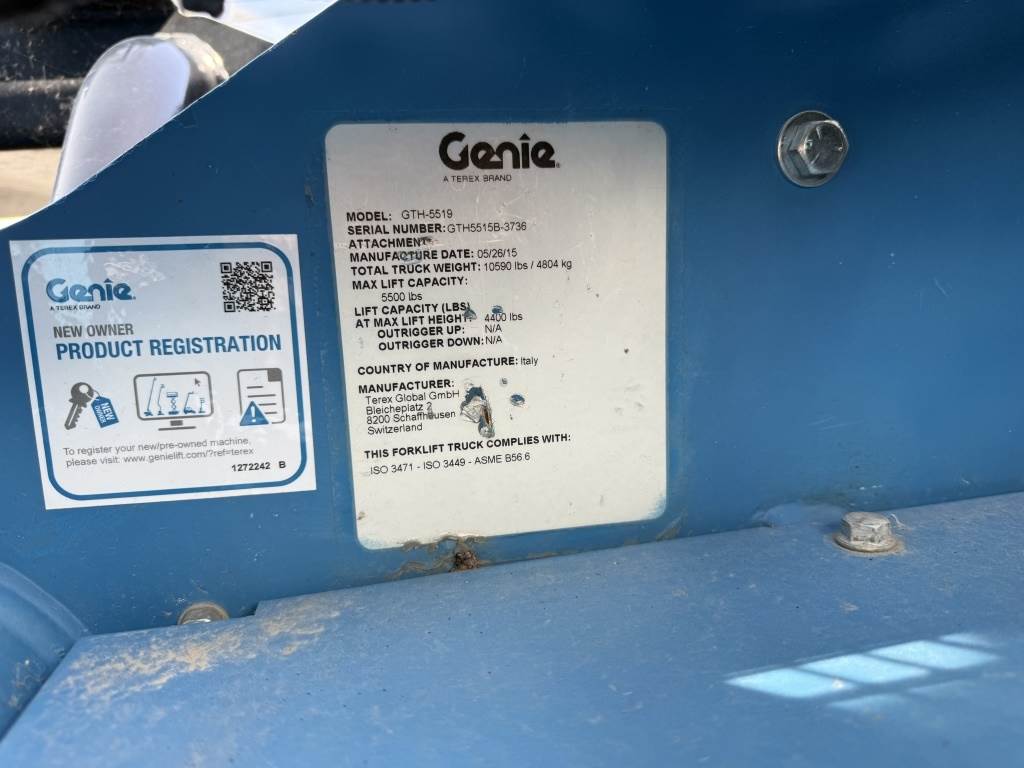 Genie
A TEREX BRAND
MODEL: GTH-5519
SERIAL NUMBER: GTH5515B-3736
ATTACHMENT
MANUFACTURE DATE: 05/26/15
TOTAL TRUCK WEIGHT: 10590 lbs / 4804 kg
MAX LIFT CAPACITY:
5500 lbs
LIFT CAPACITY (LBS)
AT MAX LIFT HEIGHT: 4400 lbs
OUTRIGGER UP: N/A
OUTRIGGER DOWN: N/A
COUNTRY OF MANUFACTURE: Italy
MANUFACTURER:
Terex Global GmbH
Bleicheplatz 2
8200 Schaffhausen
Switzerland
THIS FORKLIFT TRUCK COMPLIES WITH:
ISO 3471 - ISO 3449 - ASME B56.6
Genie
A TEREX BRAND
NEW OWNER
PRODUCT REGISTRATION
NEW
OWNER
To register your new/pre-owned machine,
please visit: www.genielift.com/?ref=terex
1272242 B